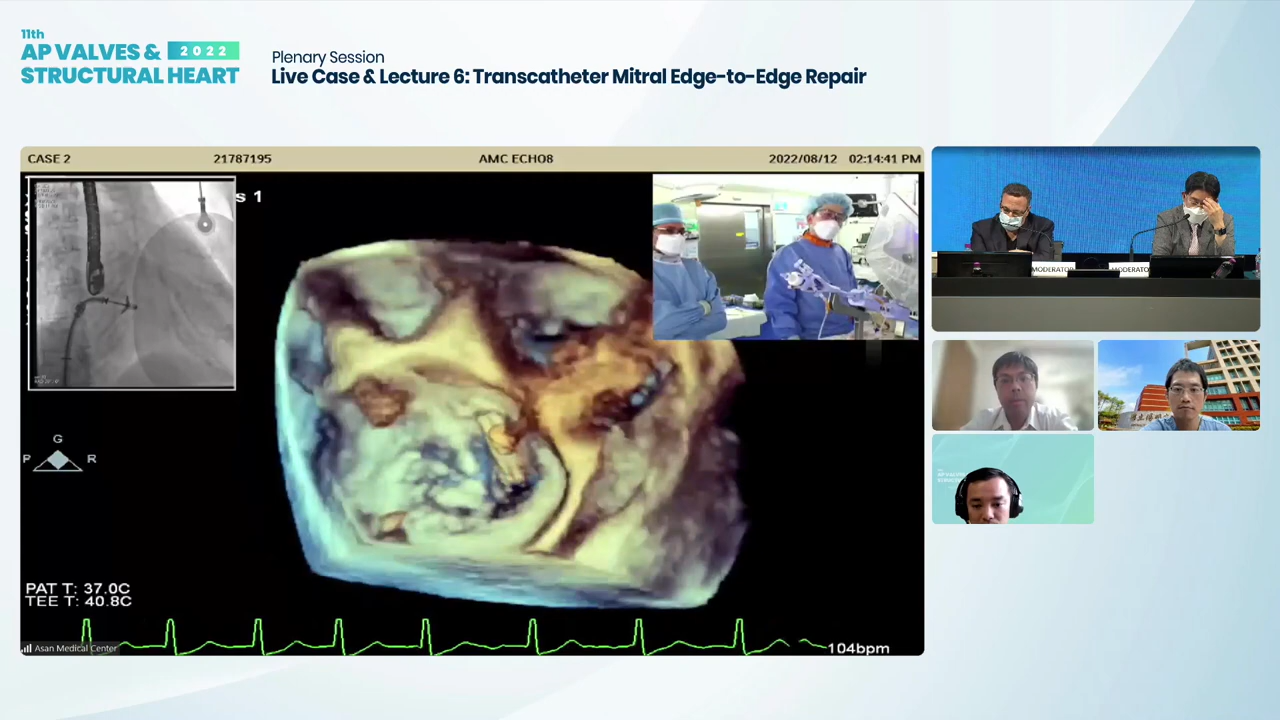 11th
AP VALVES & 2022
STRUCTURAL HEART
Plenary Session
Live Case & Lecture 6: Transcatheter Mitral Edge-to-Edge Repair
CASE 2 21787195 AMC ECHO8 2022/08/12 02:14:41 PM
s 1
MODERATO MODERATO
G
P R
PAT T: 37.0C
TEE T: 40.8C
Asan Medical Center
104bpm